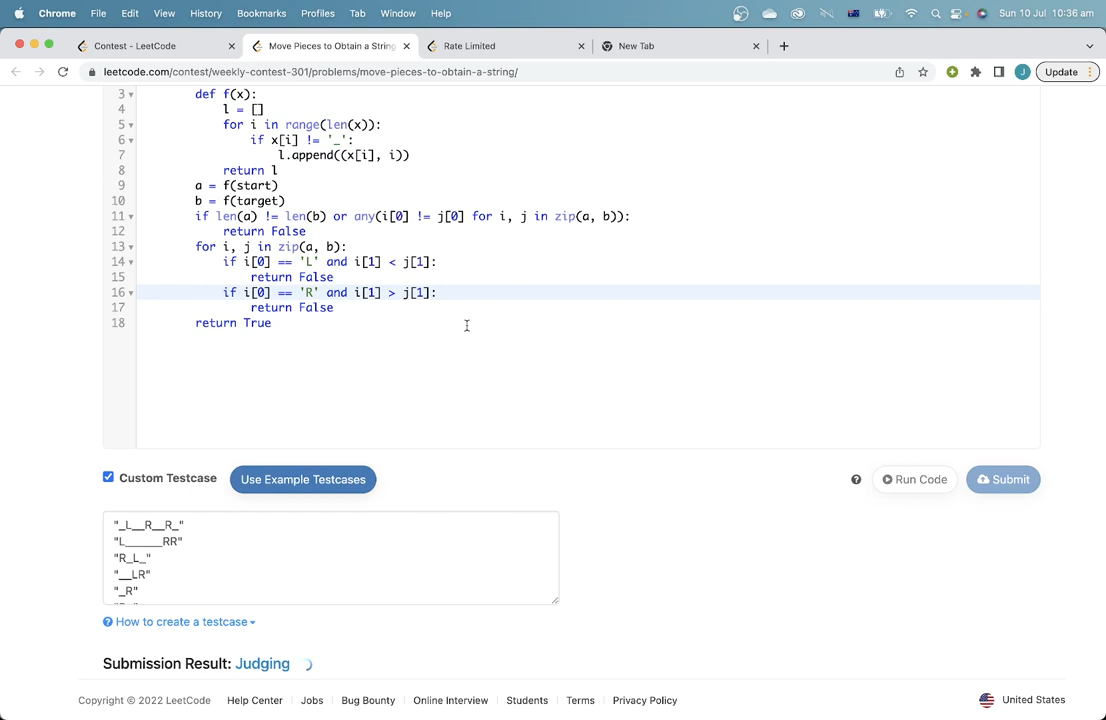 Chrome File Edit View History Bookmarks Profiles Tab Window Help Sun 10 Jul 10:36 am
Contest - LeetCode Move Pieces to Obtain a String Rate Limited New Tab
leetcode.com/contest/weekly-contest-301/problems/move-pieces-to-obtain-a-string/ J Update
3 def f(x):
4 l = []
5 for i in range(len(x)):
6 if x[i] != '_':
7 l.append((x[i], i))
8 return l
9 a = f(start)
10 b = f(target)
11 if len(a) != len(b) or any(i[0] != j[0] for i, j in zip(a, b)):
12 return False
13 for i, j in zip(a, b):
14 if i[0] == 'L' and i[1] < j[1]:
15 return False
16 if i[0] == 'R' and i[1] > j[1]:
17 return False
18 return True
Custom Testcase Use Example Testcases ? Run Code Submit
"_L__R__R_"
"L______RR"
"R_L_"
"__LR"
"_R"
? How to create a testcase
Submission Result: Judging
Copyright © 2022 LeetCode Help Center Jobs Bug Bounty Online Interview Students Terms Privacy Policy United States